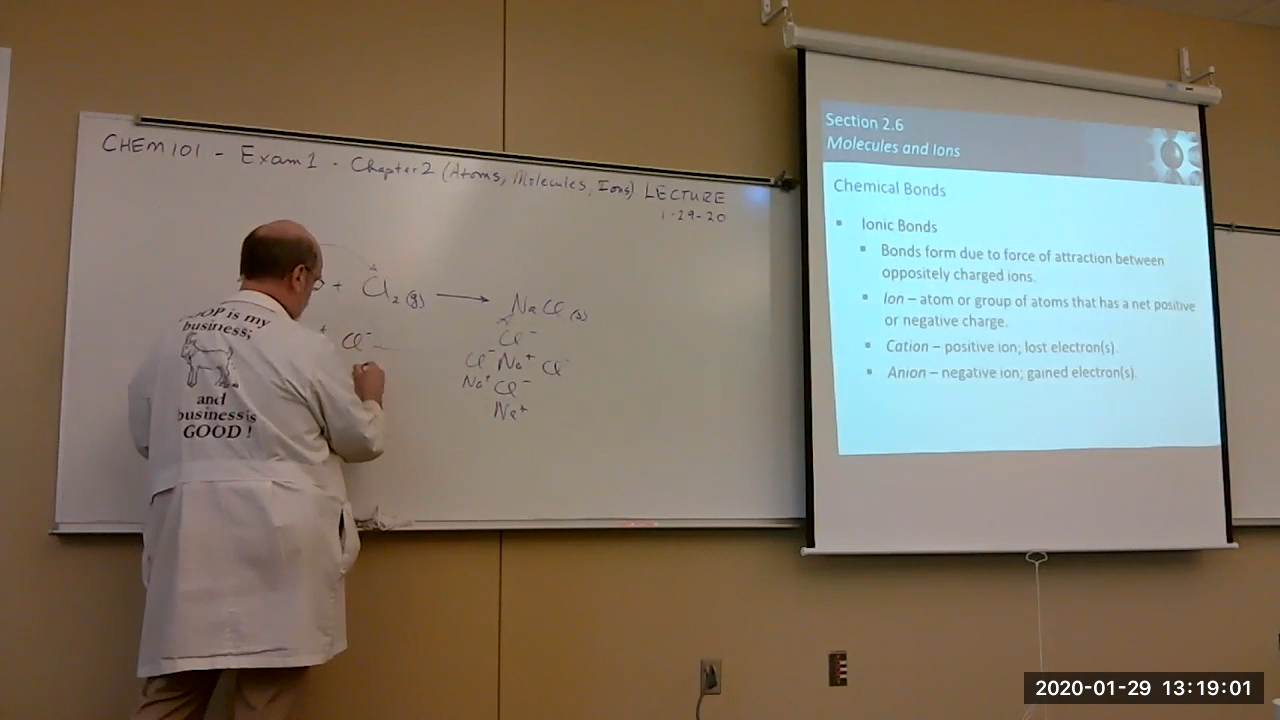 CHEM 101 - Exam 1 - Chapter 2 (Atoms, Molecules, Ions) LECTURE
1-29-20
+ Cl2 (g) → NaCl (s)
+ Cl-
Cl-
Cl- Na+ Cl-
Na+ Cl-
Na+
is my
business;
and
business is
GOOD !
Section 2.6
Molecules and Ions
Chemical Bonds
▪ Ionic Bonds
▪ Bonds form due to force of attraction between
oppositely charged ions.
▪ Ion – atom or group of atoms that has a net positive
or negative charge.
▪ Cation – positive ion; lost electron(s).
▪ Anion – negative ion; gained electron(s).
2020-01-29 13:19:01